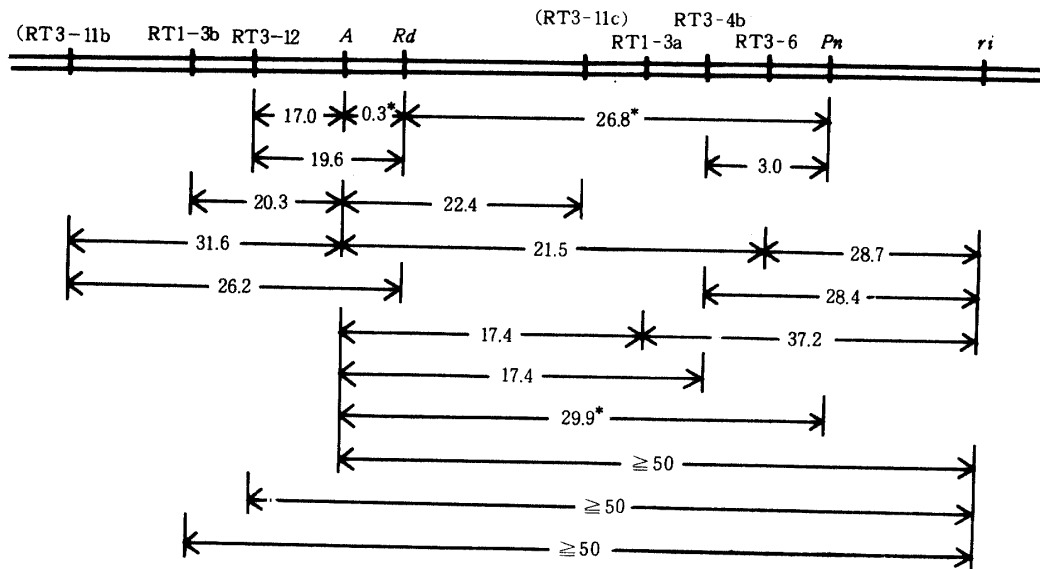 (RT3-11c) RT3-4b
(RT3-11b RT1-3b RT3-12 A Rd RT1-3a RT3-6 Pn ri
17.0 0.3* 26.8*
19.6 3.0
20.3 22.4
31.6 21.5 28.7
26.2 28.4
17.4 37.2
17.4
29.9*
≧50
≧50
≧50